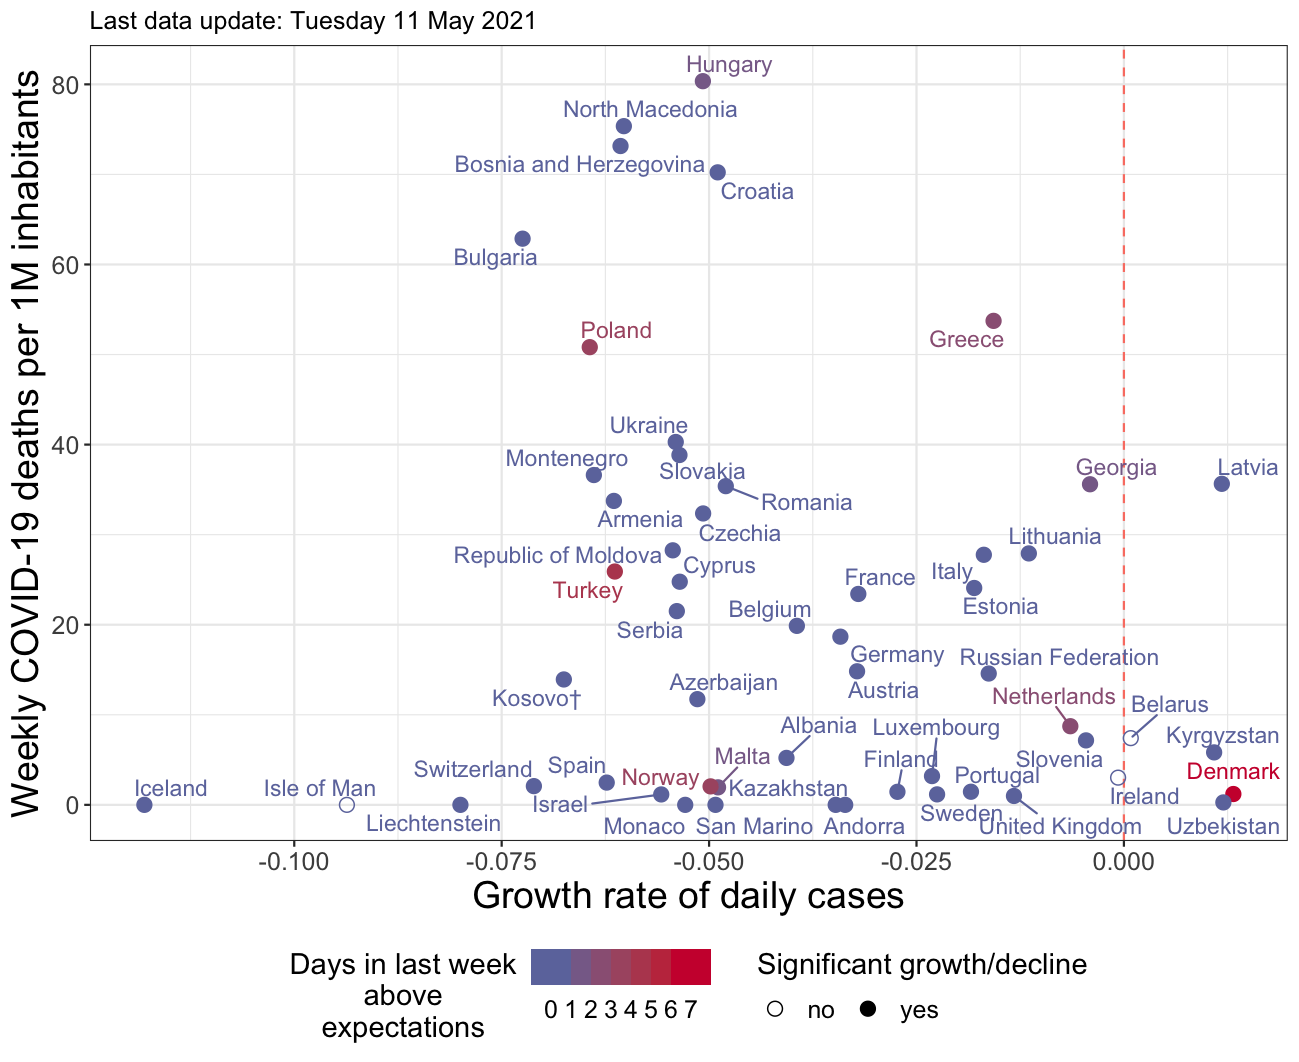 Last data update: Tuesday 11 May 2021
Weekly COVID-19 deaths per 1M inhabitants
80
60
40
20
0
Hungary
North Macedonia
Bosnia and Herzegovina
Croatia
Bulgaria
Poland
Greece
Ukraine
Montenegro
Slovakia
Georgia
Latvia
Romania
Armenia
Czechia
Lithuania
Republic of Moldova
Cyprus
Italy
France
Turkey
Estonia
Belgium
Serbia
Germany
Russian Federation
Azerbaijan
Austria
Kosovo†
Netherlands
Belarus
Albania
Luxembourg
Kyrgyzstan
Malta
Finland
Slovenia
Switzerland
Spain
Norway
Portugal
Denmark
Iceland
Isle of Man
Kazakhstan
Ireland
Israel
Sweden
Liechtenstein
Monaco
San Marino
Andorra
United Kingdom
Uzbekistan
-0.100
-0.075
-0.050
-0.025
0.000
Growth rate of daily cases
Days in last week
above
expectations
0 1 2 3 4 5 6 7
Significant growth/decline
no
yes